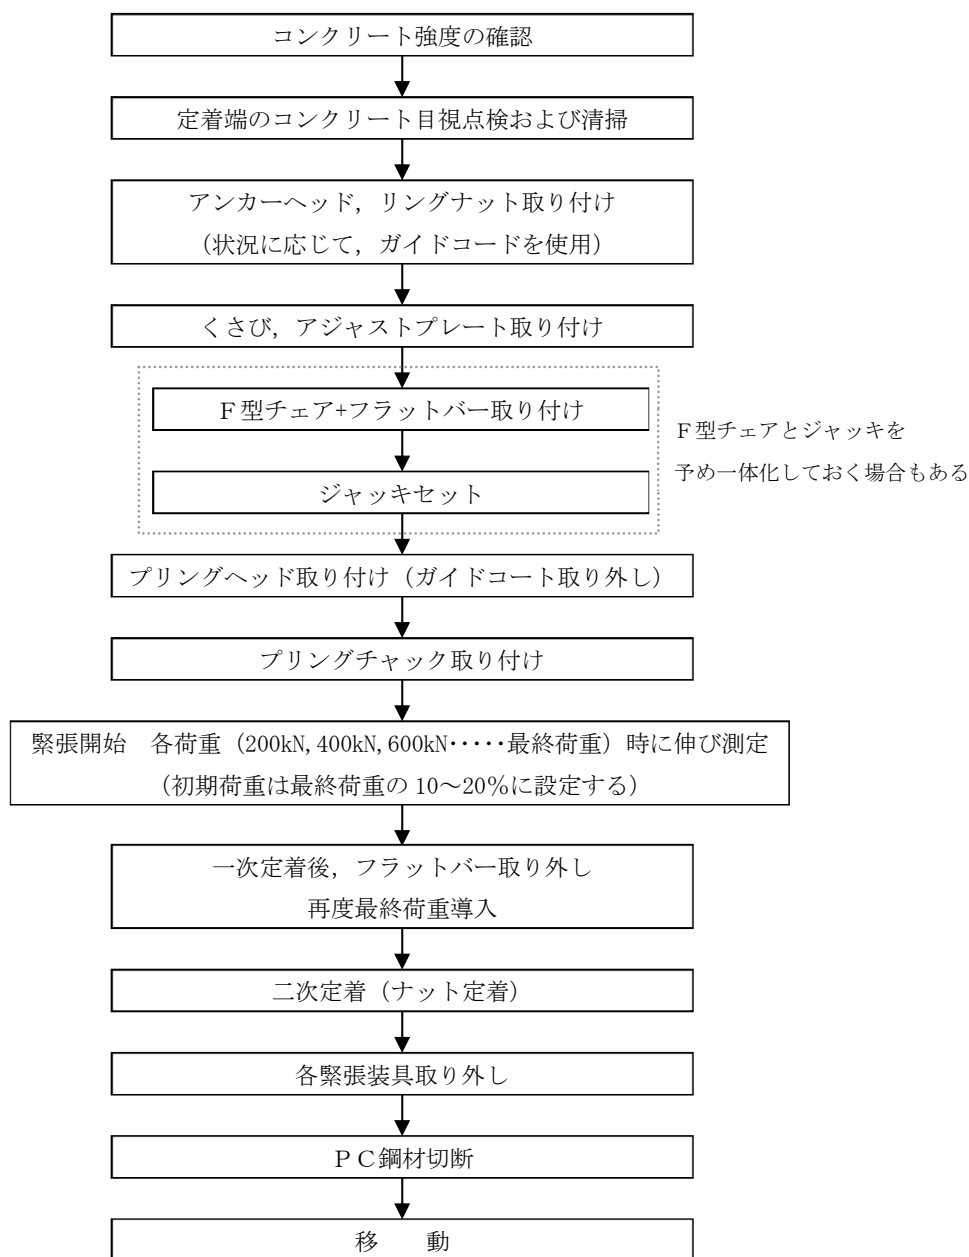 コンクリート強度の確認
定着端のコンクリート目視点検および清掃
アンカーヘッド，リングナット取り付け
（状況に応じて，ガイドコードを使用）
くさび，アジャストプレート取り付け
Ｆ型チェア+フラットバー取り付け
Ｆ型チェアとジャッキを
予め一体化しておく場合もある
ジャッキセット
プリングヘッド取り付け（ガイドコート取り外し）
プリングチャック取り付け
緊張開始　各荷重（200kN,400kN,600kN・・・・・最終荷重）時に伸び測定
（初期荷重は最終荷重の 10～20％に設定する）
一次定着後，フラットバー取り外し
再度最終荷重導入
二次定着（ナット定着）
各緊張装具取り外し
ＰＣ鋼材切断
移　　動